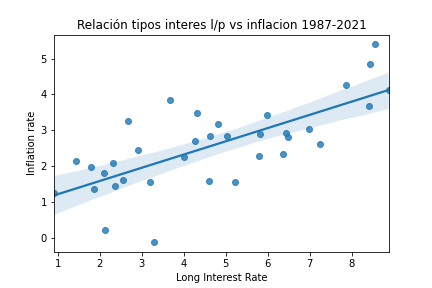 Relación tipos interes l/p vs inflacion 1987-2021
Inflation rate
5
4
3
2
1
0
1 2 3 4 5 6 7 8
Long Interest Rate